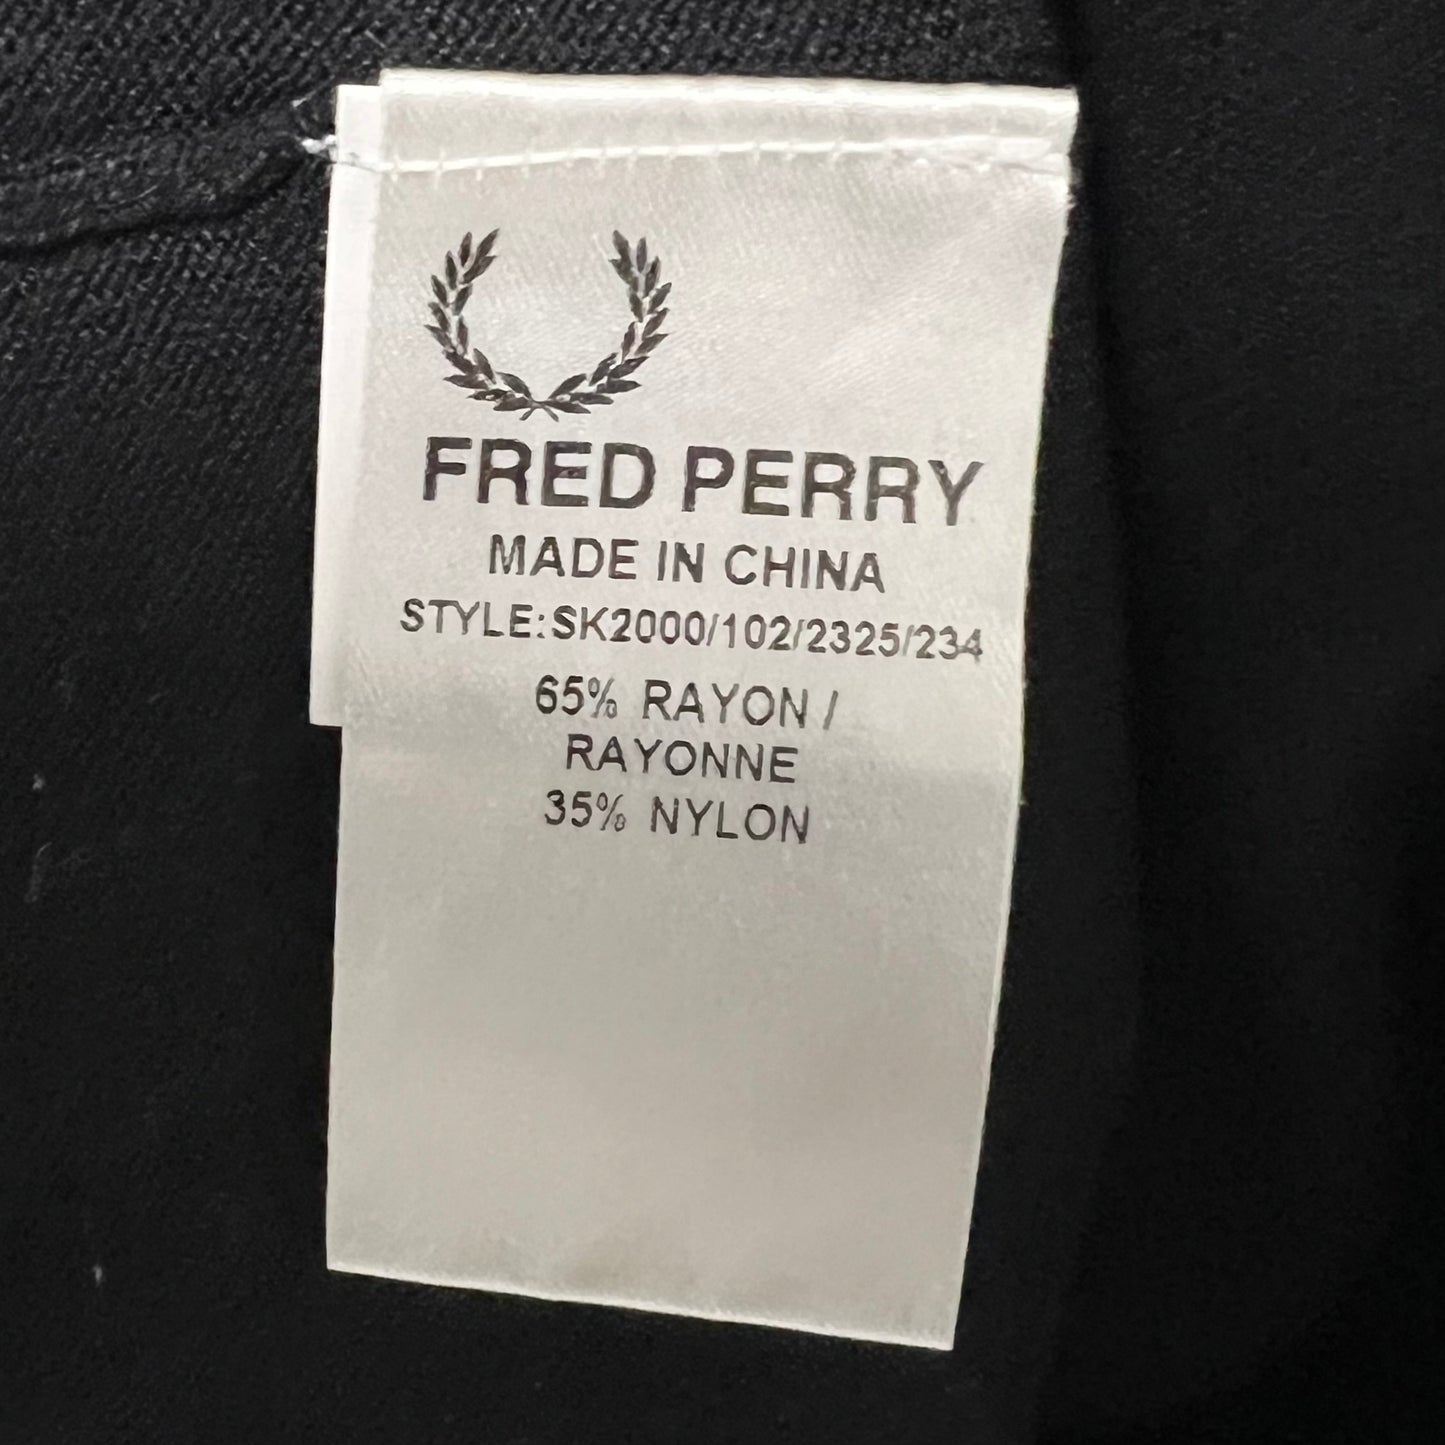 FRED PERRY
MADE IN CHINA
STYLE:SK2000/102/2325/234
65% RAYON /
RAYONNE
35% NYLON